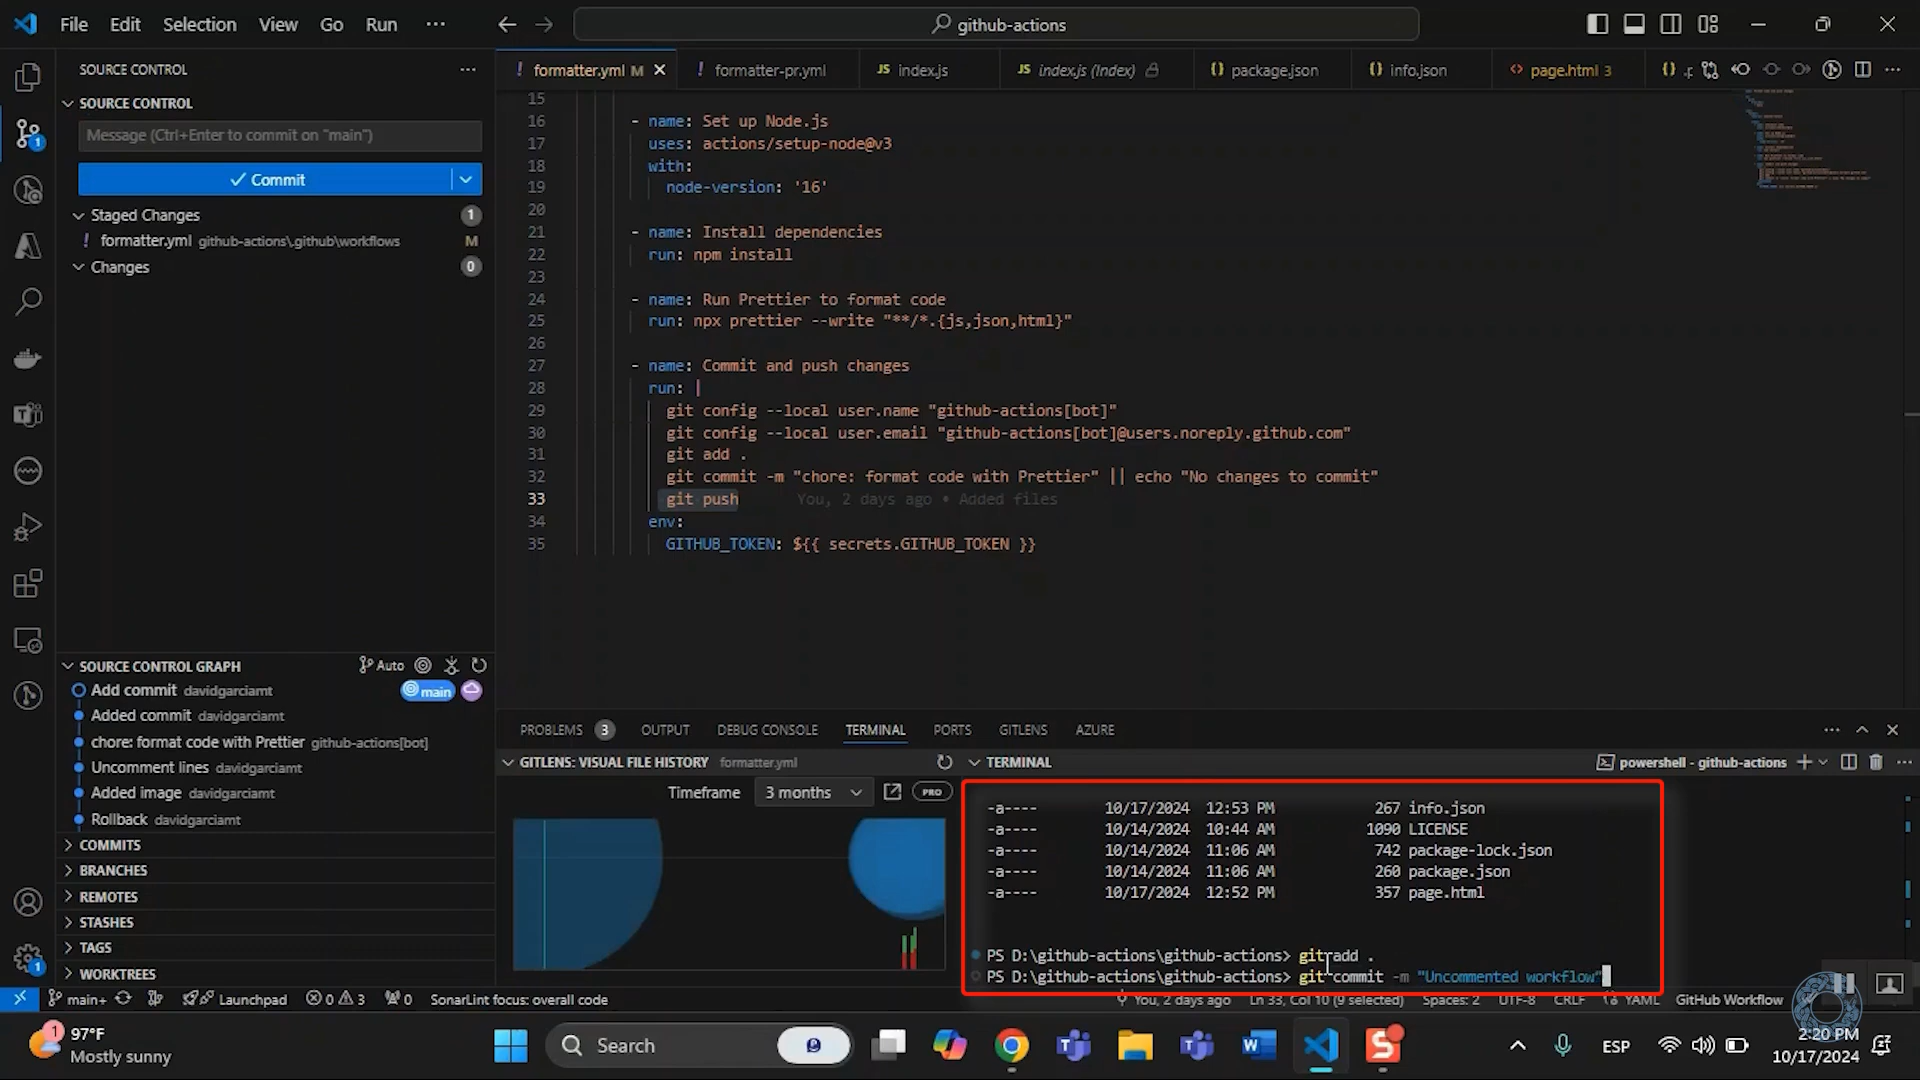 File Edit Selection View Go Run ···
github-actions
SOURCE CONTROL
SOURCE CONTROL
Message (Ctrl+Enter to commit on "main")
Commit
Staged Changes 1
! formatter.yml github-actions\.github\workflows M
Changes 0
! formatter.yml M
! formatter-pr.yml
JS index.js
JS index.js (Index)
{} package.json
{} info.json
<> page.html 3
15
16 - name: Set up Node.js
17 uses: actions/setup-node@v3
18 with:
19 node-version: '16'
20
21 - name: Install dependencies
22 run: npm install
23
24 - name: Run Prettier to format code
25 run: npx prettier --write "**/*.{js,json,html}"
26
27 - name: Commit and push changes
28 run: |
29 git config --local user.name "github-actions[bot]"
30 git config --local user.email "github-actions[bot]@users.noreply.github.com"
31 git add .
32 git commit -m "chore: format code with Prettier" || echo "No changes to commit"
33 git push You, 2 days ago • Added files
34 env:
35 GITHUB_TOKEN: ${{ secrets.GITHUB_TOKEN }}
SOURCE CONTROL GRAPH Auto
Add commit davidgarciamt main
Added commit davidgarciamt
chore: format code with Prettier github-actions[bot]
Uncomment lines davidgarciamt
Added image davidgarciamt
Rollback davidgarciamt
COMMITS
BRANCHES
REMOTES
STASHES
TAGS
WORKTREES
PROBLEMS 3 OUTPUT DEBUG CONSOLE TERMINAL PORTS GITLENS AZURE
GITLENS: VISUAL FILE HISTORY formatter.yml
Timeframe 3 months PRO
TERMINAL powershell - github-actions
-a---- 10/17/2024 12:53 PM 267 info.json
-a---- 10/14/2024 10:44 AM 1090 LICENSE
-a---- 10/14/2024 11:06 AM 742 package-lock.json
-a---- 10/14/2024 11:06 AM 260 package.json
-a---- 10/17/2024 12:52 PM 357 page.html
PS D:\github-actions\github-actions> git add .
PS D:\github-actions\github-actions> git commit -m "Uncommented workflow"
main+ Launchpad 0 3 0 SonarLint focus: overall code You, 2 days ago Ln 33, Col 10 (9 selected) Spaces: 2 UTF-8 CRLF YAML GitHub Workflow
1 97°F
Mostly sunny
Search
ESP
2:20 PM
10/17/2024